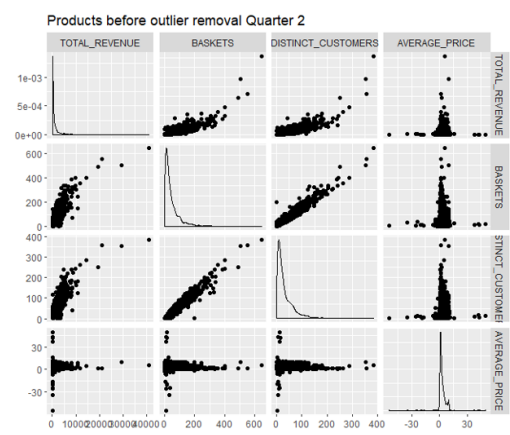 Products before outlier removal Quarter 2
TOTAL_REVENUE BASKETS DISTINCT_CUSTOMERS AVERAGE_PRICE
1e-03
5e-04
0e+00
TOTAL_REVENUE
600
400
200
0
BASKETS
400
300
200
100
0
STINCT_CUSTOMEI
30
0
-30
AVERAGE_PRICE
0 10000 20000 30000 40000 0 200 400 600 0 100 200 300 400 -30 0 30